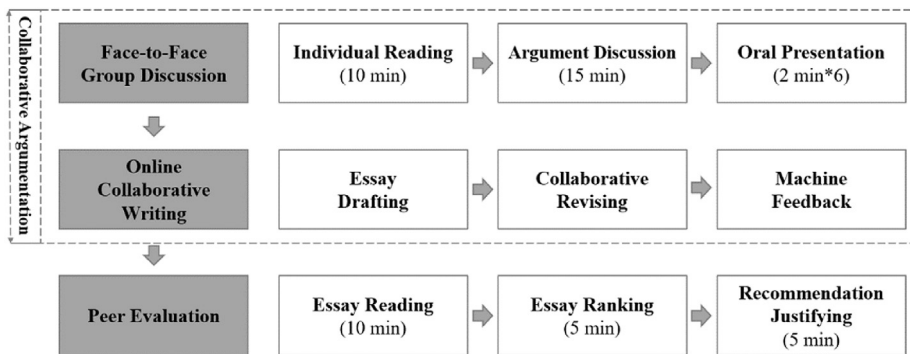 Collaborative Argumentation
Face-to-Face
Group Discussion
Individual Reading
(10 min)
Argument Discussion
(15 min)
Oral Presentation
(2 min*6)
Online
Collaborative
Writing
Essay
Drafting
Collaborative
Revising
Machine
Feedback
Peer Evaluation
Essay Reading
(10 min)
Essay Ranking
(5 min)
Recommendation
Justifying
(5 min)